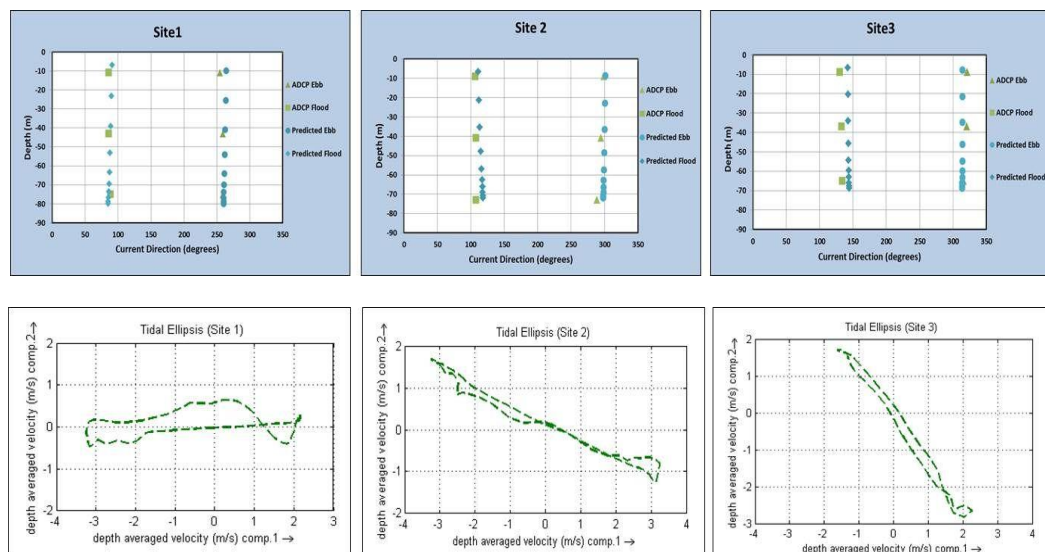 Site1
0
-10
-20
-30
-40
-50
-60
-70
-80
-90
Depth (m)
0 50 100 150 200 250 300 350
Current Direction (degrees)
ADCP Ebb
ADCP Flood
Predicted Ebb
Predicted Flood
Site 2
0
-10
-20
-30
-40
-50
-60
-70
-80
-90
Depth (m)
0 50 100 150 200 250 300 350
Current Direction (degrees)
ADCP Ebb
ADCP Flood
Predicted Ebb
Predicted Flood
Site3
0
-10
-20
-30
-40
-50
-60
-70
-80
-90
Depth (m)
0 50 100 150 200 250 300 350
Current Direction (degrees)
ADCP Ebb
ADCP Flood
Predicted Ebb
Predicted Flood
Tidal Ellipsis (Site 1)
2
1
0
-1
-2
depth averaged velocity (m/s) comp.2→
-4 -3 -2 -1 0 1 2 3
depth averaged velocity (m/s) comp.1 →
Tidal Ellipsis (Site 2)
2
1
0
-1
-2
depth averaged velocity (m/s) comp.2→
-4 -3 -2 -1 0 1 2 3 4
depth averaged velocity (m/s) comp.1→
Tidal Ellipsis (Site 3)
2
1
0
-1
-2
-3
depth averaged velocity (m/s) comp.2→
-4 -3 -2 -1 0 1 2 3
depth averaged velocity (m/s) comp.1→